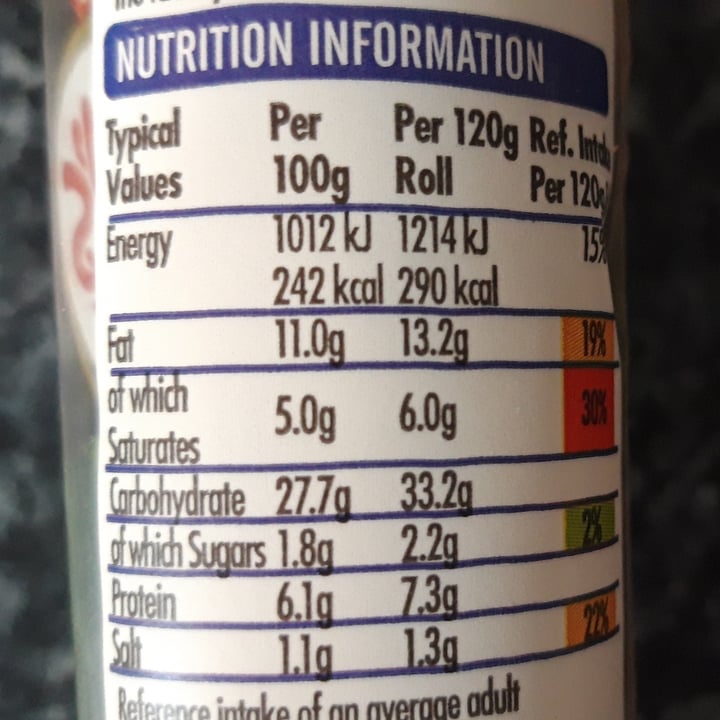 NUTRITION INFORMATION
Typical Per Per 120g Ref.
Values 100g Roll Per
Energy 1012 kJ 1214 kJ 15%
242 kcal 290 kcal
Fat 11.0g 13.2g 19%
of which
Saturates 5.0g 6.0g 30%
Carbohydrate 27.7g 33.2g
of which Sugars 1.8g 2.2g 2%
Protein 6.1g 7.3g
Salt 1.1g 1.3g 22%
Reference intake of an average adult